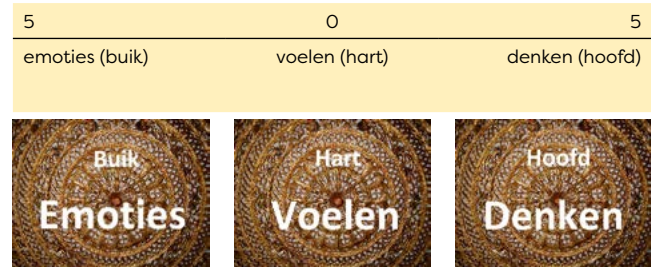 5 0 5
emoties (buik) voelen (hart) denken (hoofd)
Buik
Emoties
Hart
Voelen
Hoofd
Denken